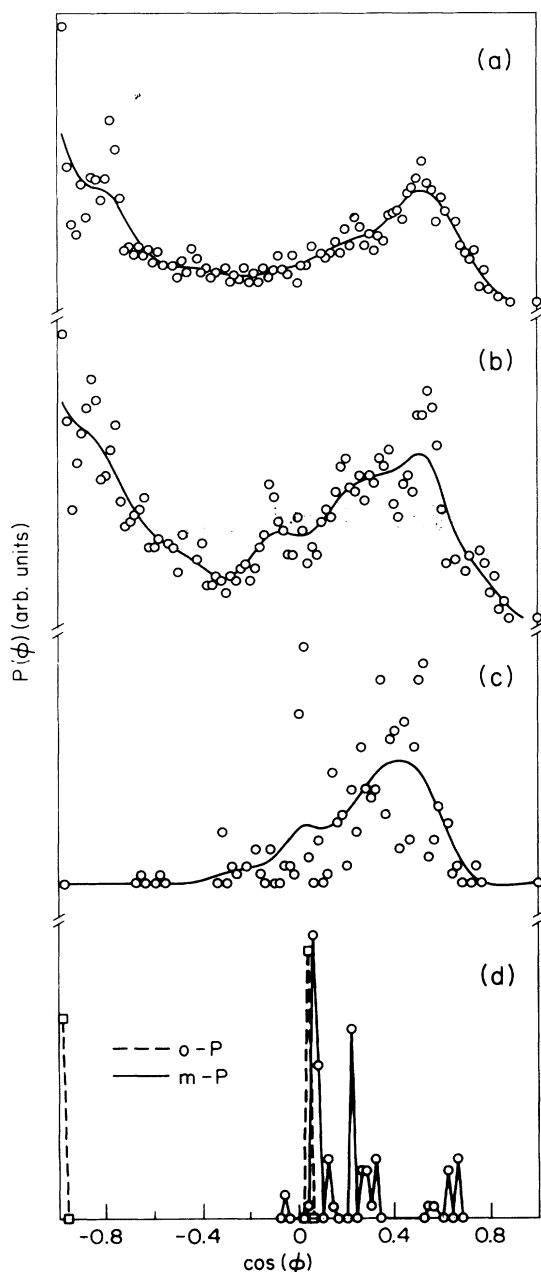 (a)
(b)
P(ϕ) (arb. units)
(c)
(d)
o-P
m-P
-0.8 -0.4 0 0.4 0.8
cos(ϕ)